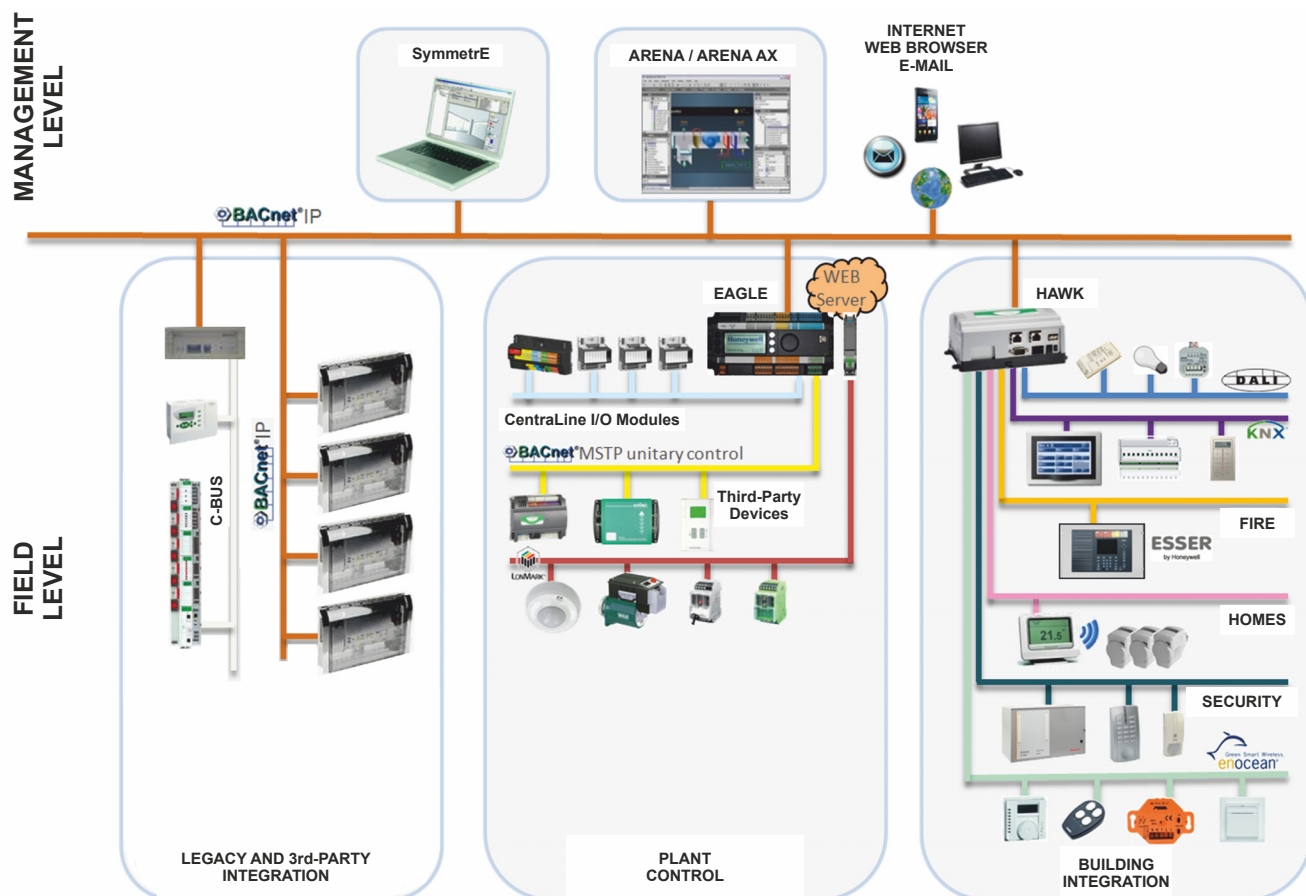 MANAGEMENT
LEVEL
SymmetrE
ARENA / ARENA AX
INTERNET
WEB BROWSER
E-MAIL
BACnet® IP
FIELD
LEVEL
C-BUS
BACnet® IP
LEGACY AND 3rd-PARTY
INTEGRATION
EAGLE
WEB
Server
Honeywell
CentraLine I/O Modules
BACnet® MSTP unitary control
Third-Party
Devices
LONMARK®
PLANT
CONTROL
HAWK
DALI
KNX
FIRE
ESSER
by Honeywell
HOMES
21.5
SECURITY
Green Smart Wireless.
enocean®
BUILDING
INTEGRATION